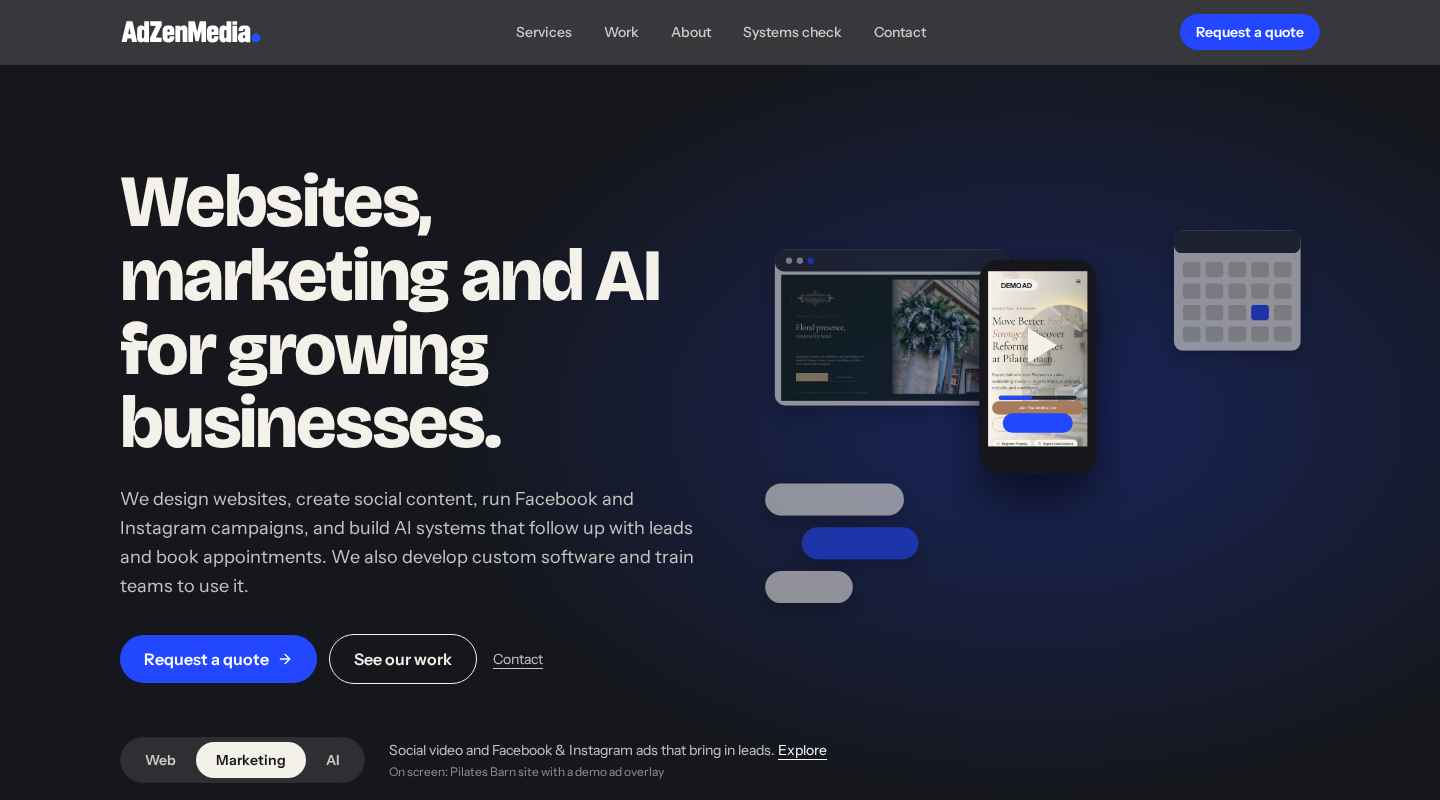 AdZenMedia.
Services
Work
About
Systems check
Contact
Request a quote
Websites,
marketing and AI
for growing
businesses.
We design websites, create social content, run Facebook and
Instagram campaigns, and build AI systems that follow up with leads
and book appointments. We also develop custom software and train
teams to use it.
Request a quote
See our work
Contact
Floral presence,
DEMO AD
Move Better.
Stronger.
Reformer
at Pilates Barn
Web
Marketing
AI
Social video and Facebook & Instagram ads that bring in leads. Explore
On screen: Pilates Barn site with a demo ad overlay